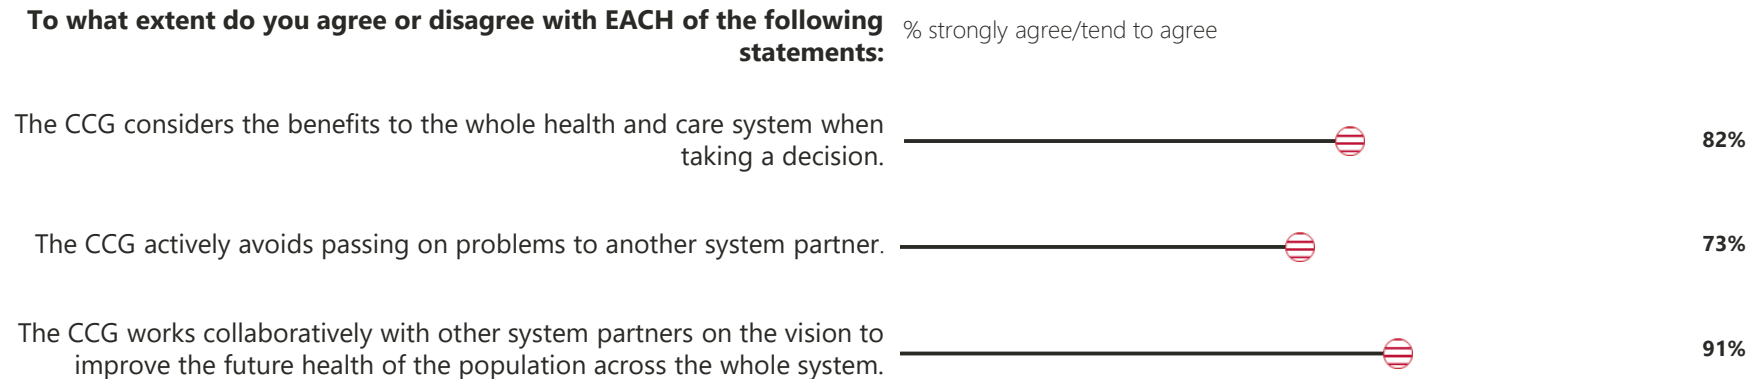 To what extent do you agree or disagree with EACH of the following
statements:
% strongly agree/tend to agree
The CCG considers the benefits to the whole health and care system when
taking a decision.
82%
The CCG actively avoids passing on problems to another system partner.
73%
The CCG works collaboratively with other system partners on the vision to
improve the future health of the population across the whole system.
91%